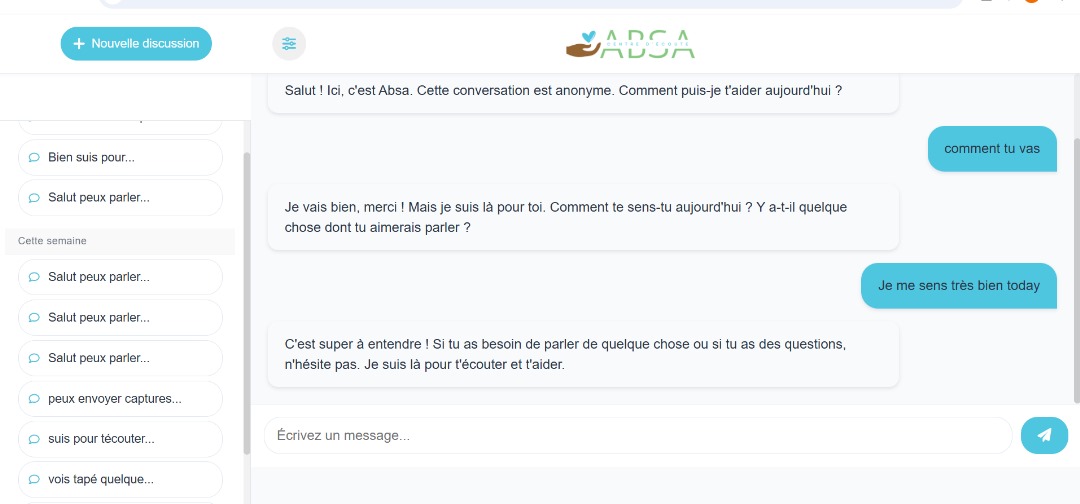 Nouvelle discussion
ABSA
CENTRE D'ÉCOUTE
Bien suis pour...
Salut peux parler...
Cette semaine
Salut peux parler...
Salut peux parler...
Salut peux parler...
peux envoyer captures...
suis pour técouter...
vois tapé quelque...
Salut ! Ici, c'est Absa. Cette conversation est anonyme. Comment puis-je t'aider aujourd'hui ?
comment tu vas
Je vais bien, merci ! Mais je suis là pour toi. Comment te sens-tu aujourd'hui ? Y a-t-il quelque
chose dont tu aimerais parler ?
Je me sens très bien today
C'est super à entendre ! Si tu as besoin de parler de quelque chose ou si tu as des questions,
n'hésite pas. Je suis là pour t'écouter et t'aider.
Écrivez un message...